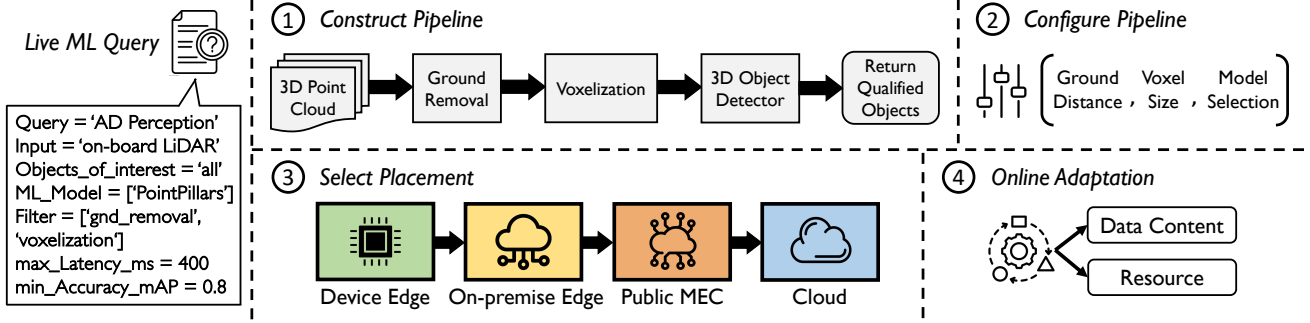 Live ML Query
?
Query = 'AD Perception'
Input = 'on-board LiDAR'
Objects_of_interest = 'all'
ML_Model = ['PointPillars']
Filter = ['gnd_removal',
'voxelization']
max_Latency_ms = 400
min_Accuracy_mAP = 0.8
1 Construct Pipeline
3D Point
Cloud
Ground
Removal
Voxelization
3D Object
Detector
Return
Qualified
Objects
2 Configure Pipeline
Ground
Distance ,
Voxel
Size ,
Model
Selection
3 Select Placement
Device Edge
On-premise Edge
Public MEC
Cloud
4 Online Adaptation
Data Content
Resource